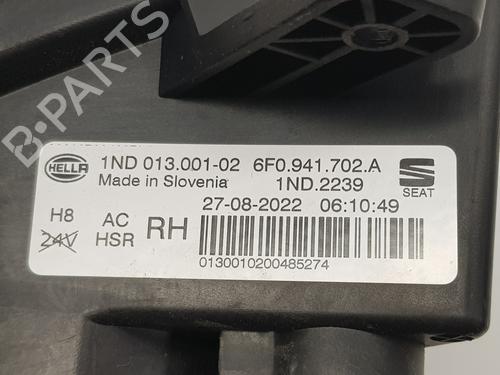 B-PARTS
HELLA
1ND 013.001-02 6F0.941.702.A
Made in Slovenia 1ND.2239
SEAT
27-08-2022 06:10:49
H8 AC RH
24V HSR
0130010200485274